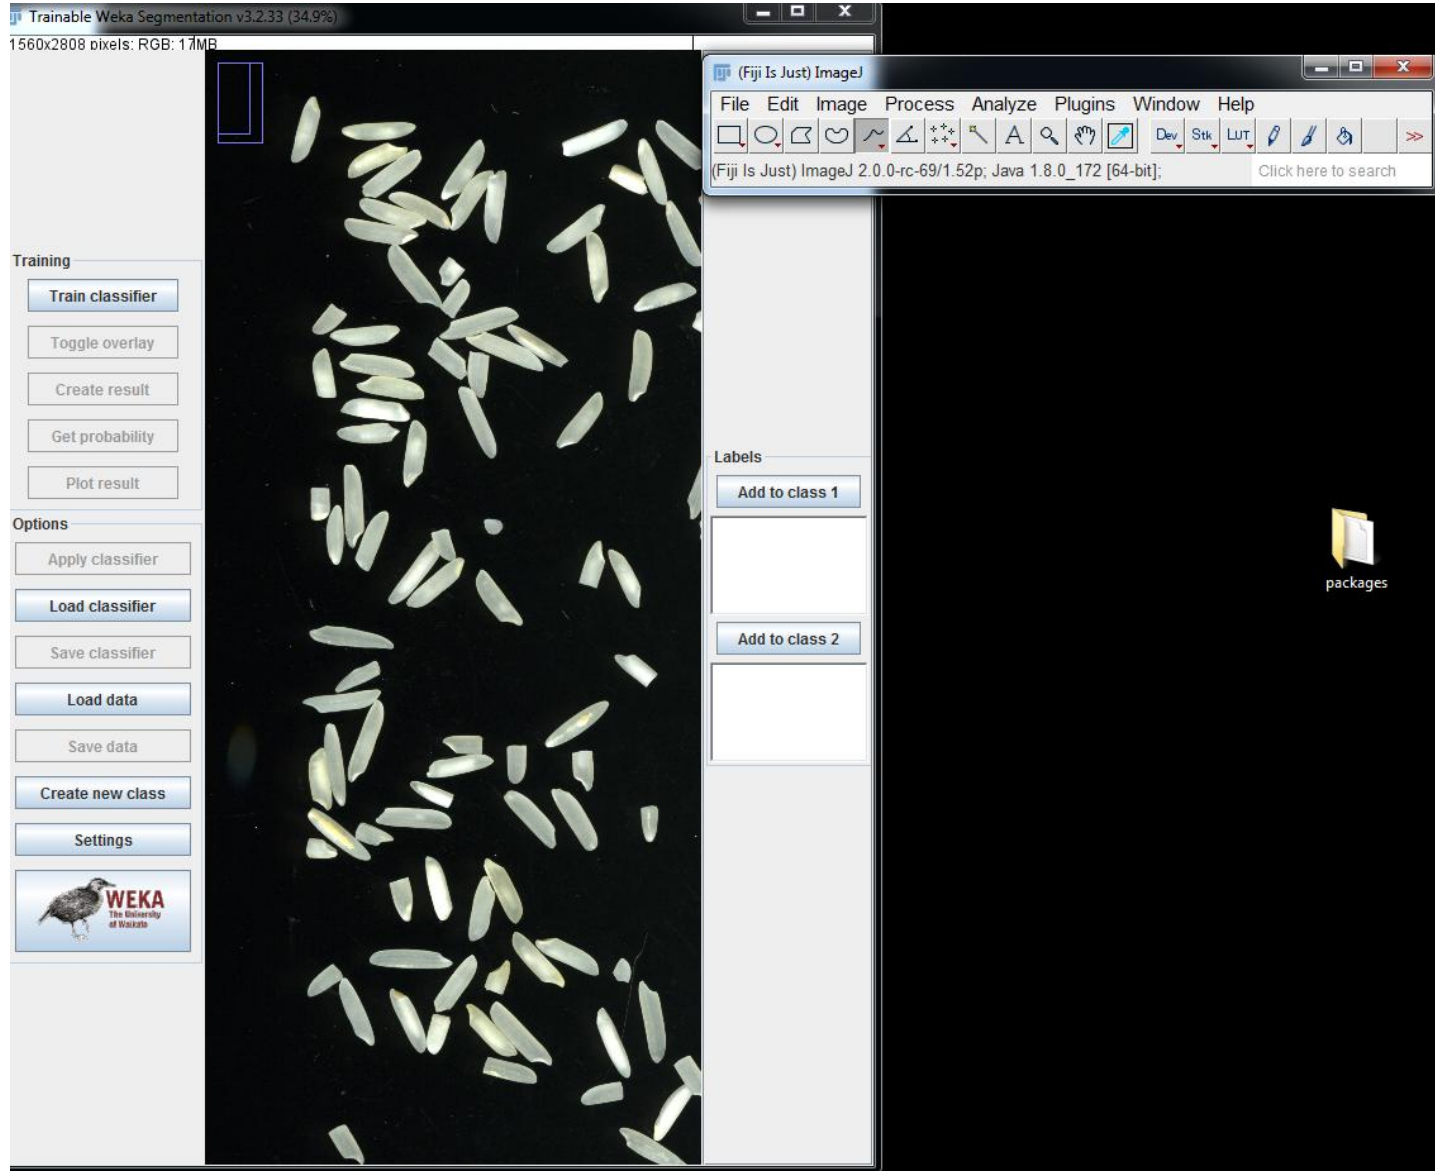 Trainable Weka Segmentation v3.2.33 (34.9%)
1560x2808 pixels: RGB: 17MB
(Fiji Is Just) ImageJ
File Edit Image Process Analyze Plugins Window Help
A Dev Stk LUT >>
(Fiji Is Just) ImageJ 2.0.0-rc-69/1.52p; Java 1.8.0_172 [64-bit];
Click here to search
Training
Train classifier
Toggle overlay
Create result
Get probability
Plot result
Options
Apply classifier
Load classifier
Save classifier
Load data
Save data
Create new class
Settings
WEKA
The University
of Waikato
Labels
Add to class 1
Add to class 2
packages